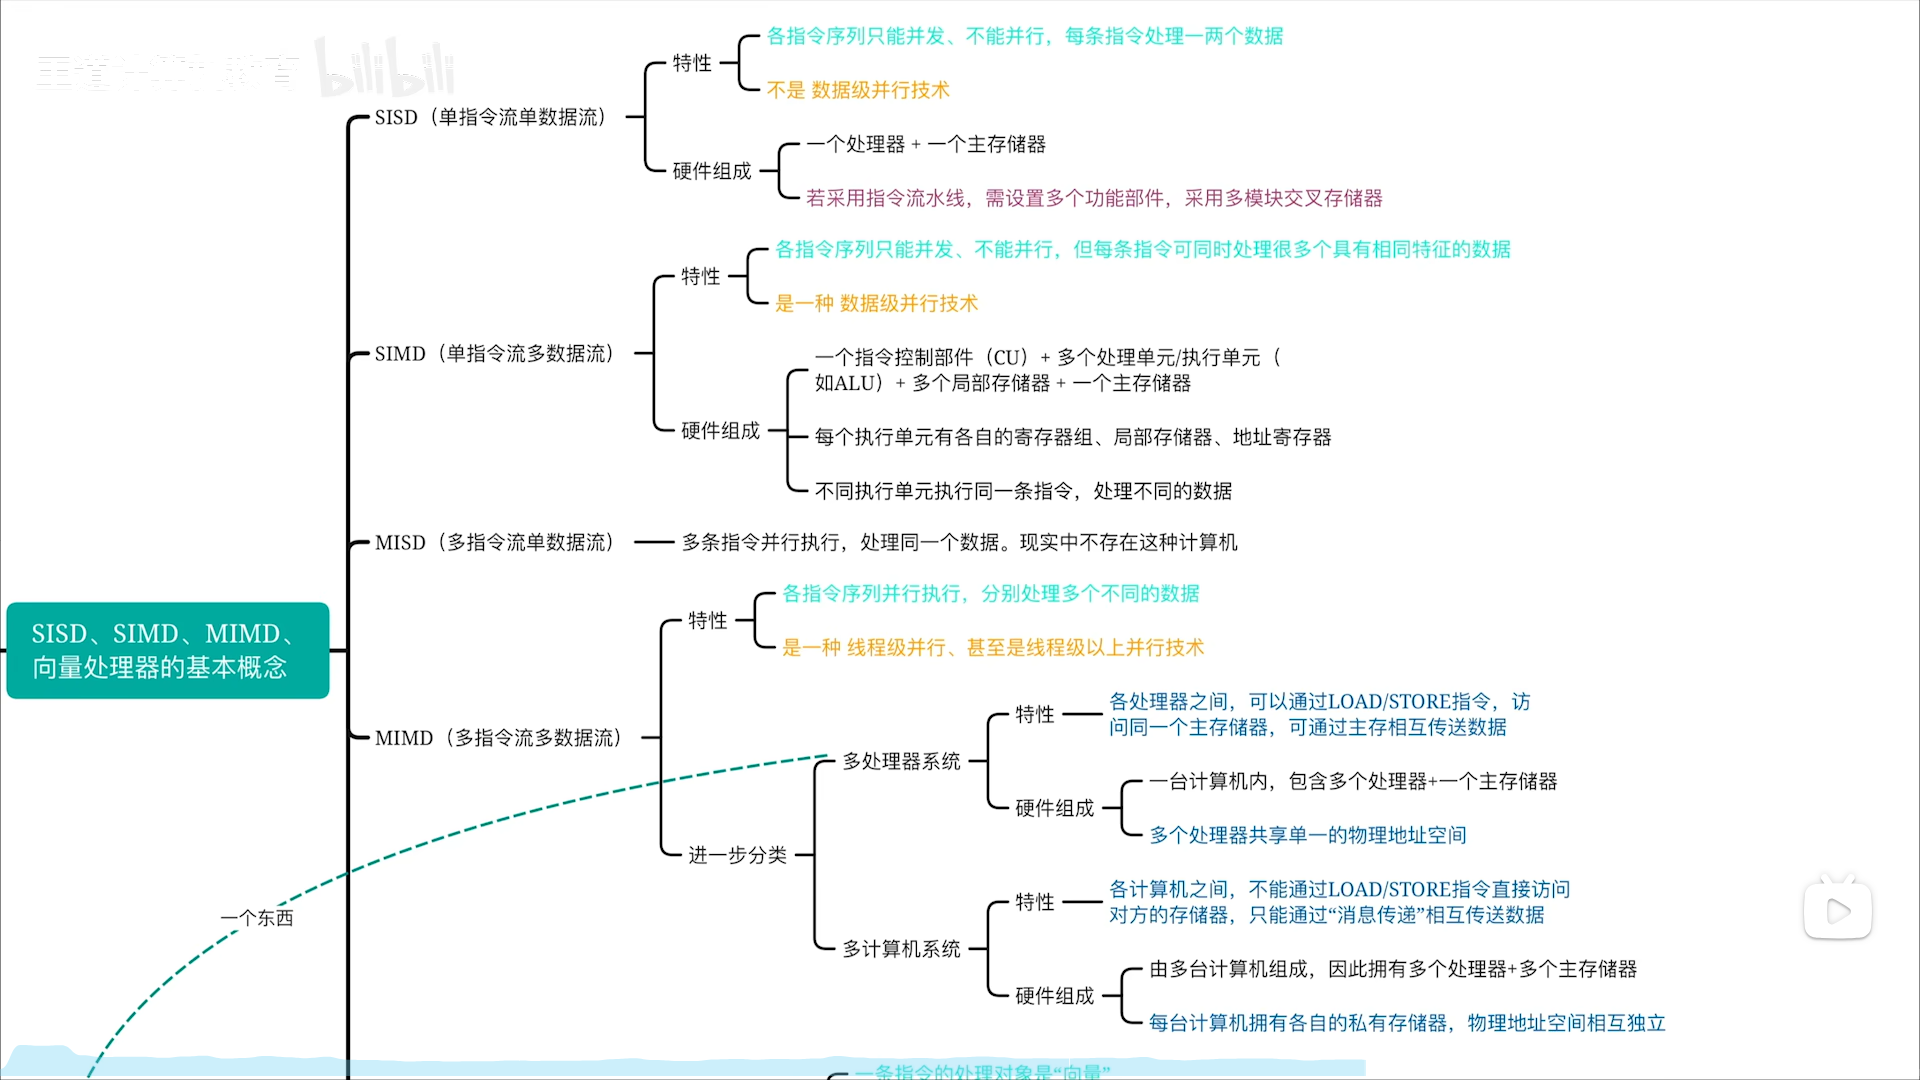 王道计算机教育 bilibili
各指令序列只能并发、不能并行，每条指令处理一两个数据
特性
不是 数据级并行技术
SISD（单指令流单数据流）
一个处理器 + 一个主存储器
硬件组成
若采用指令流水线，需设置多个功能部件，采用多模块交叉存储器
各指令序列只能并发、不能并行，但每条指令可同时处理很多个具有相同特征的数据
特性
是一种 数据级并行技术
SIMD（单指令流多数据流）
一个指令控制部件（CU）+ 多个处理单元/执行单元（
如ALU）+ 多个局部存储器 + 一个主存储器
硬件组成
每个执行单元有各自的寄存器组、局部存储器、地址寄存器
不同执行单元执行同一条指令，处理不同的数据
MISD（多指令流单数据流）
多条指令并行执行，处理同一个数据。现实中不存在这种计算机
SISD、SIMD、MIMD、
向量处理器的基本概念
各指令序列并行执行，分别处理多个不同的数据
特性
是一种 线程级并行、甚至是线程级以上并行技术
MIMD（多指令流多数据流）
各处理器之间，可以通过LOAD/STORE指令，访
问同一个主存储器，可通过主存相互传送数据
特性
多处理器系统
一台计算机内，包含多个处理器+一个主存储器
硬件组成
多个处理器共享单一的物理地址空间
进一步分类
各计算机之间，不能通过LOAD/STORE指令直接访问
对方的存储器，只能通过“消息传递”相互传送数据
特性
多计算机系统
由多台计算机组成，因此拥有多个处理器+多个主存储器
硬件组成
每台计算机拥有各自的私有存储器，物理地址空间相互独立
一个东西
一条指令的处理对象是“向量”